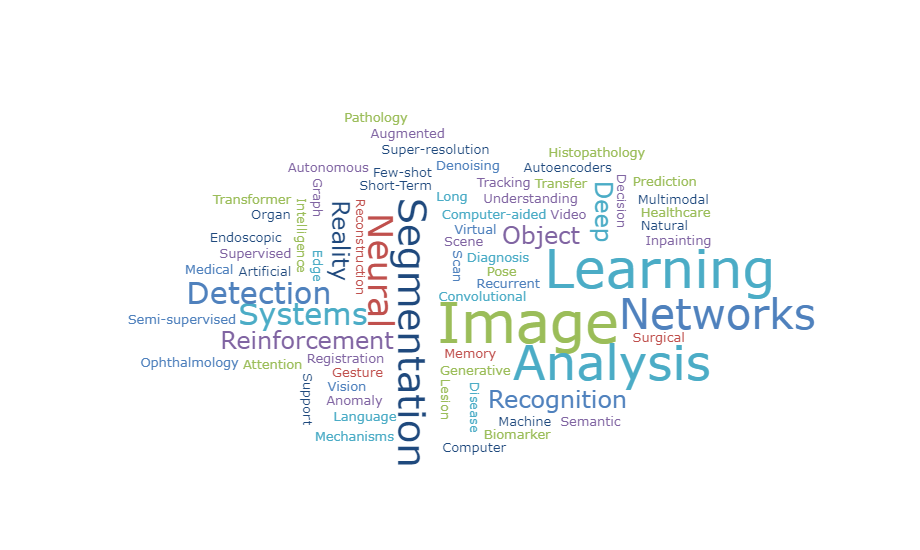 Pathology
Augmented
Super-resolution
Histopathology
Autonomous
Few-shot
Denoising
Autoencoders
Short-Term
Tracking
Transfer
Prediction
Graph
Decision
Deep
Transformer
Intelligence
Reality
Reconstruction
Segmentation
Long
Understanding
Multimodal
Organ
Neural
Computer-aided
Video
Healthcare
Virtual
Object
Natural
Endoscopic
Scene
Inpainting
Supervised
Edge
Scan
Diagnosis
Medical
Artificial
Pose
Learning
Recurrent
Detection
Convolutional
Semi-supervised
Systems
Image
Networks
Reinforcement
Surgical
Ophthalmology
Attention
Registration
Memory
Analysis
Gesture
Generative
Support
Vision
Lesion
Disease
Recognition
Anomaly
Language
Machine
Semantic
Mechanisms
Biomarker
Computer